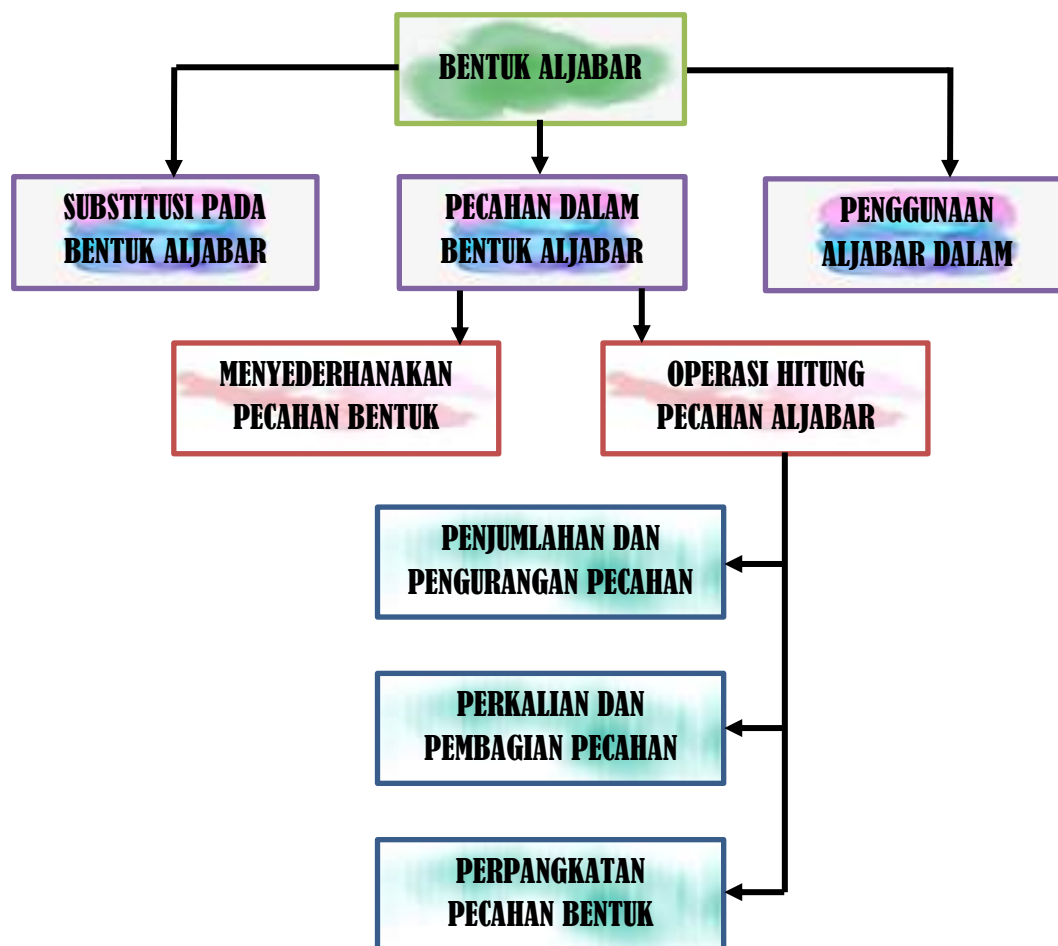 BENTUK ALJABAR
SUBSTITUSI PADA
BENTUK ALJABAR
PECAHAN DALAM
BENTUK ALJABAR
PENGGUNAAN
ALJABAR DALAM
MENYEDERHANAKAN
PECAHAN BENTUK
OPERASI HITUNG
PECAHAN ALJABAR
PENJUMLAHAN DAN
PENGURANGAN PECAHAN
PERKALIAN DAN
PEMBAGIAN PECAHAN
PERPANGKATAN
PECAHAN BENTUK